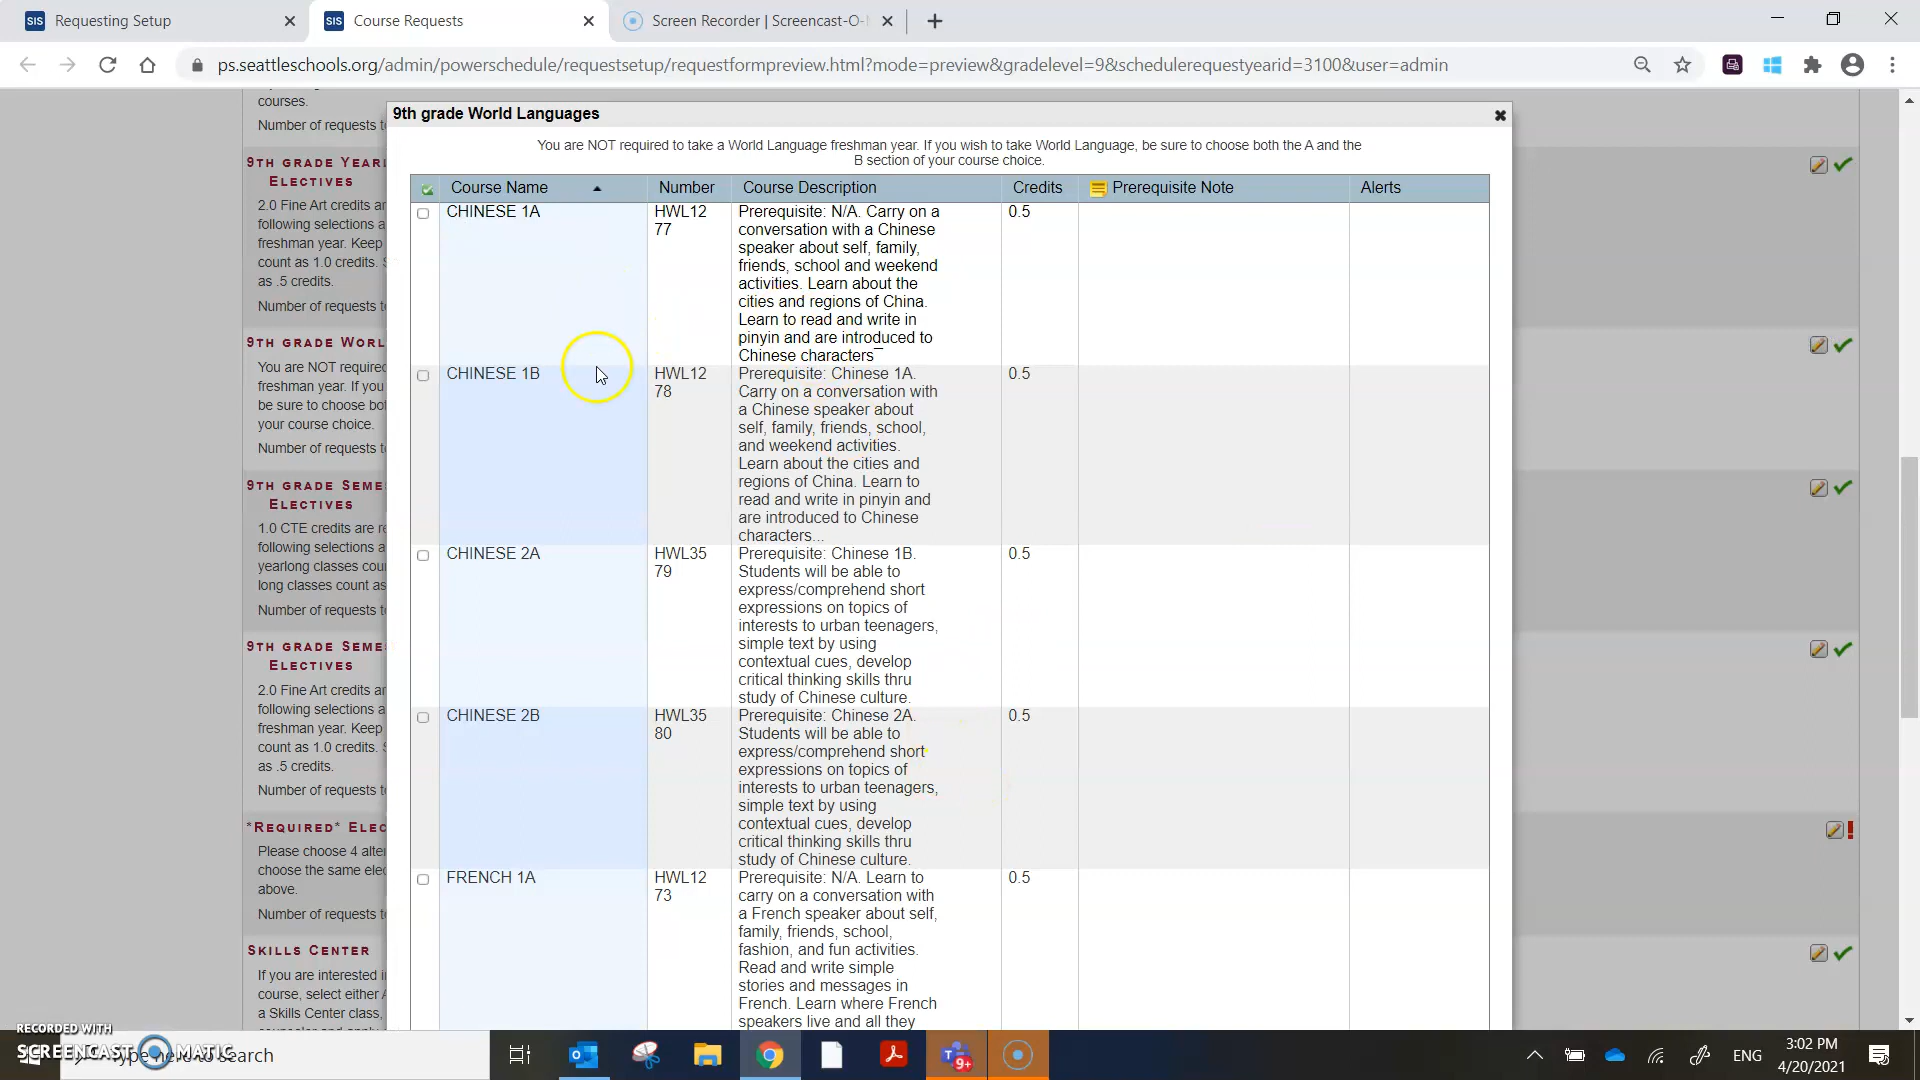 Requesting Setup
Course Requests
Screen Recorder | Screencast-O-
ps.seattleschools.org/admin/powerschedule/requestsetup/requestformpreview.html?mode=preview&gradelevel=9&schedulerequestyearid=3100&user=admin
courses.
Number of requests
9TH GRADE
ELECTIVES
2.0 Fine Art credits
following selections
freshman year. Keep
count as 1.0 credits.
as .5 credits.
Number of requests
9TH GRADE
You are NOT required
freshman year. If you
be sure to choose
your course choice.
Number of requests
9TH GRADE
ELECTIVES
1.0 CTE credits are
following selections
yearlong classes
long classes count as
Number of requests
9TH GRADE
ELECTIVES
2.0 Fine Art credits
following selections
freshman year. Keep
count as 1.0 credits.
as .5 credits.
Number of requests
*REQUIRED*
Please choose 4
choose the same
above.
Number of requests
SKILLS CENTER
If you are interested
course, select either
a Skills Center class,
9th grade World Languages
You are NOT required to take a World Language freshman year. If you wish to take World Language, be sure to choose both the A and the
B section of your course choice.
Course Name Number Course Description Credits Prerequisite Note Alerts
CHINESE 1A HWL12 Prerequisite: N/A. Carry on a 0.5
77 conversation with a Chinese
speaker about self, family,
friends, school and weekend
activities. Learn about the
cities and regions of China.
Learn to read and write in
pinyin and are introduced to
Chinese characters
CHINESE 1B HWL12 Prerequisite: Chinese 1A. 0.5
78 Carry on a conversation with
a Chinese speaker about
self, family, friends, school,
and weekend activities.
Learn about the cities and
regions of China. Learn to
read and write in pinyin and
are introduced to Chinese
characters...
CHINESE 2A HWL35 Prerequisite: Chinese 1B. 0.5
79 Students will be able to
express/comprehend short
expressions on topics of
interests to urban teenagers,
simple text by using
contextual cues, develop
critical thinking skills thru
study of Chinese culture.
CHINESE 2B HWL35 Prerequisite: Chinese 2A. 0.5
80 Students will be able to
express/comprehend short
expressions on topics of
interests to urban teenagers,
simple text by using
contextual cues, develop
critical thinking skills thru
study of Chinese culture.
FRENCH 1A HWL12 Prerequisite: N/A. Learn to 0.5
73 carry on a conversation with
a French speaker about self,
family, friends, school,
fashion, and fun activities.
Read and write simple
stories and messages in
French. Learn where French
speakers live and all they
RECORDED WITH
SCREENCAST MATIC
Type here to search
9+
ENG
3:02 PM
4/20/2021